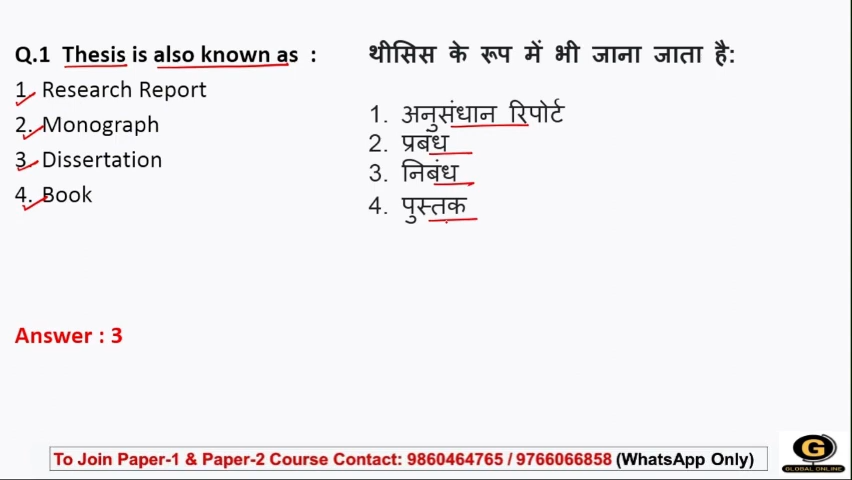 Q.1 Thesis is also known as :
1. Research Report
2. Monograph
3. Dissertation
4. Book
थीसिस के रूप में भी जाना जाता है:
1. अनुसंधान रिपोर्ट
2. प्रबंध
3. निबंध
4. पुस्तक
Answer : 3
To Join Paper-1 & Paper-2 Course Contact: 9860464765 / 9766066858 (WhatsApp Only)
G
GLOBAL ONLINE